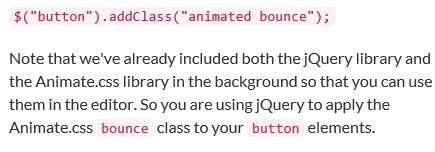 $("button").addClass("animated bounce");
Note that we've already included both the jQuery library and
the Animate.css library in the background so that you can use
them in the editor. So you are using jQuery to apply the
Animate.css bounce class to your button elements.